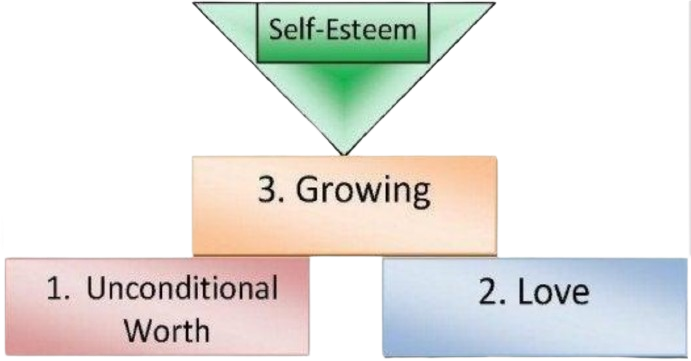 Self-Esteem
3. Growing
1. Unconditional
Worth
2. Love